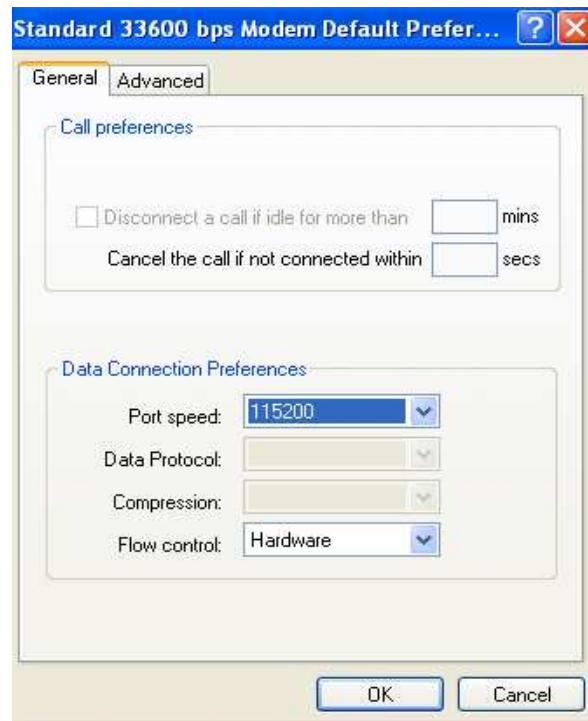 Standard 33600 bps Modem Default Prefer...
General
Advanced
Call preferences
Disconnect a call if idle for more than mins
Cancel the call if not connected within secs
Data Connection Preferences
Port speed: 115200
Data Protocol:
Compression:
Flow control: Hardware
OK Cancel